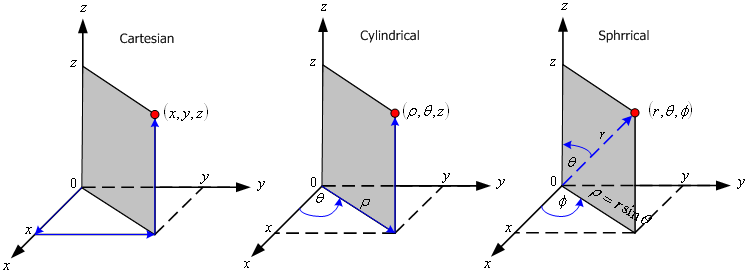 z
Cartesian
z
(x,y,z)
0
y
y
x
x
z
Cylindrical
z
(ρ,θ,z)
0
y
y
θ
ρ
x
x
z
Sphrrical
z
(r,θ,ϕ)
r
θ
0
y
y
ρ = r sin θ
ϕ
x
x